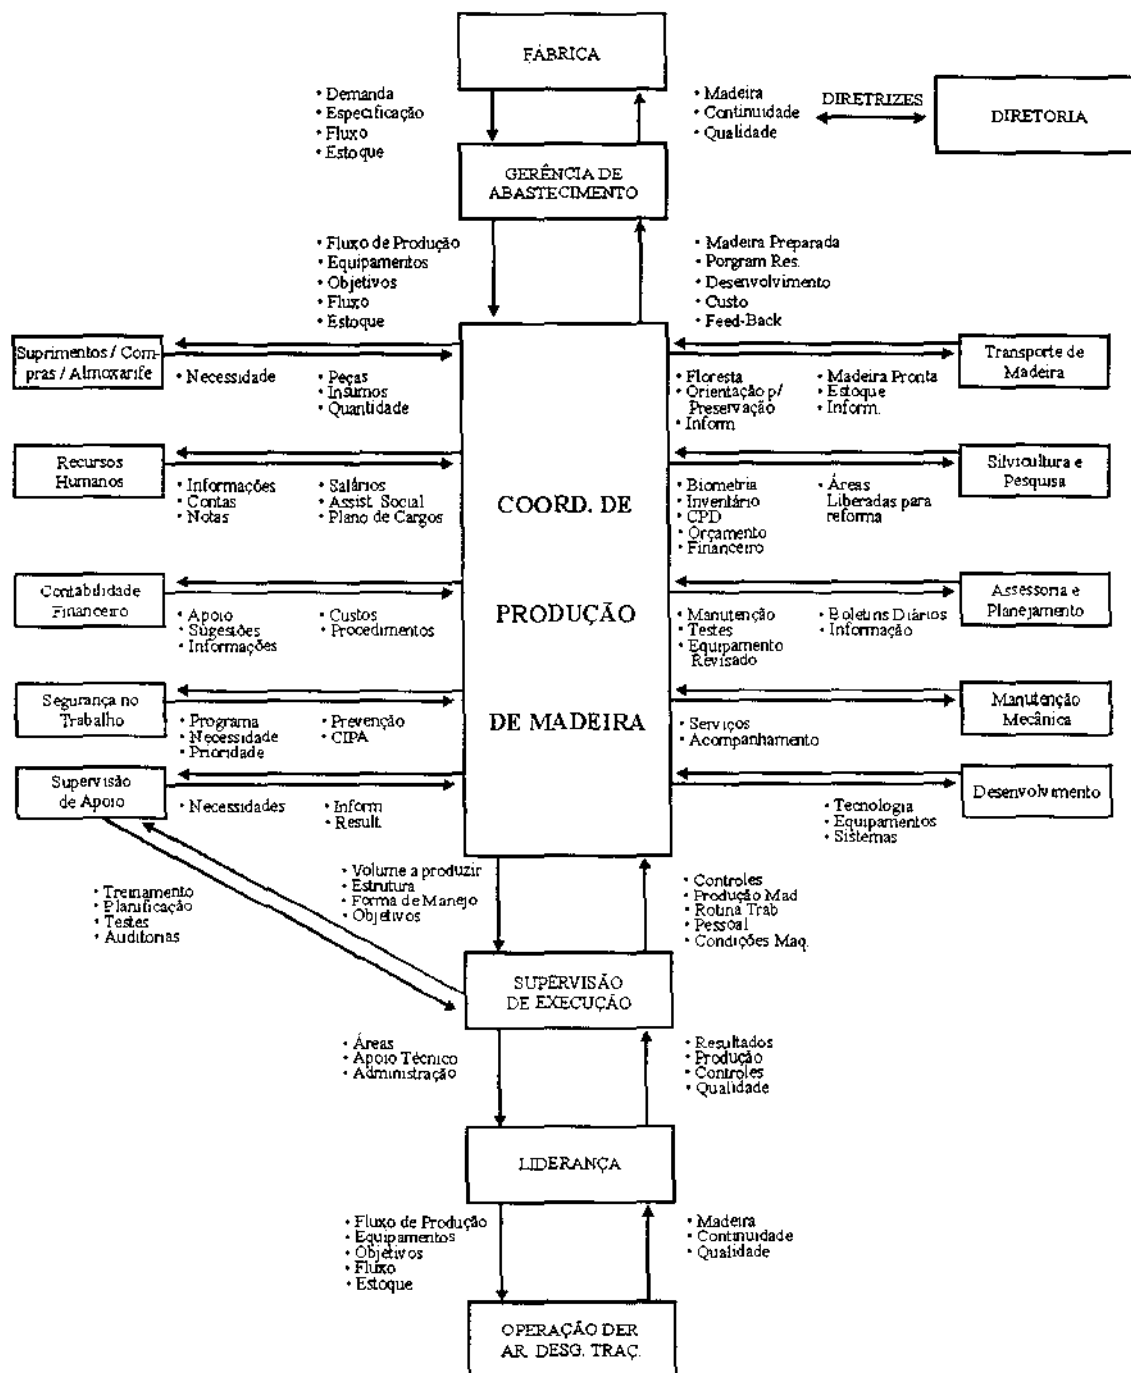 FÁBRICA
• Demanda
• Especificação
• Fluxo
• Estoque
• Madeira
• Continuidade
• Qualidade
DIRETRIZES
DIRETORIA
GERÊNCIA DE
ABASTECIMENTO
• Fluxo de Produção
• Equipamentos
• Objetivos
• Fluxo
• Estoque
• Madeira Preparada
• Porgram Res.
• Desenvolvimento
• Custo
• Feed-Back
Suprimentos / Com-
pras / Almoxarife
• Necessidade
• Peças
• Insumos
• Quantidade
• Floresta
• Orientação p/
Preservação
• Inform
• Madeira Pronta
• Estoque
• Inform.
Transporte de
Madeira
Recursos
Humanos
• Informações
• Contas
• Notas
• Salários
• Assist. Social
• Plano de Cargos
COORD. DE
PRODUÇÃO
DE MADEIRA
• Biometria
• Inventário
• CPD
• Orçamento
• Financeiro
• Áreas
Liberadas para
reforma
Silvicultura e
Pesquisa
Contabilidade
Financeiro
• Apoio
• Sugesiões
• Informações
• Custos
• Procedimentos
• Manutenção
• Testes
• Equipamento
Revisado
• Boletins Diários
• Informação
Assessoria e
Planejamento
Segurança no
Trabalho
• Programa
• Necessidade
• Prioridade
• Prevenção
• CIPA
• Serviços
• Acompanhamento
Manutenção
Mecânica
Supervisão
de Apoio
• Necessidades
• Inform
• Result.
• Tecnologia
• Equipamentos
• Sistemas
Desenvolvimento
• Treinamento
• Planificação
• Testes
• Auditorias
• Volume a produzir
• Estrutura
• Forma de Manejo
• Objetivos
• Controles
• Produção Mad
• Rotina Trab
• Pessoal
• Condições Maq.
SUPERVISÃO
DE EXECUÇÃO
• Áreas
• Apoio Técnico
• Administração
• Resultados
• Produção
• Controles
• Qualidade
LIDERANÇA
• Fluxo de Produção
• Equipamentos
• Objetivos
• Fluxo
• Estoque
• Madeira
• Continuidade
• Qualidade
OPERAÇÃO DER
AR. DESG. TRAÇ.